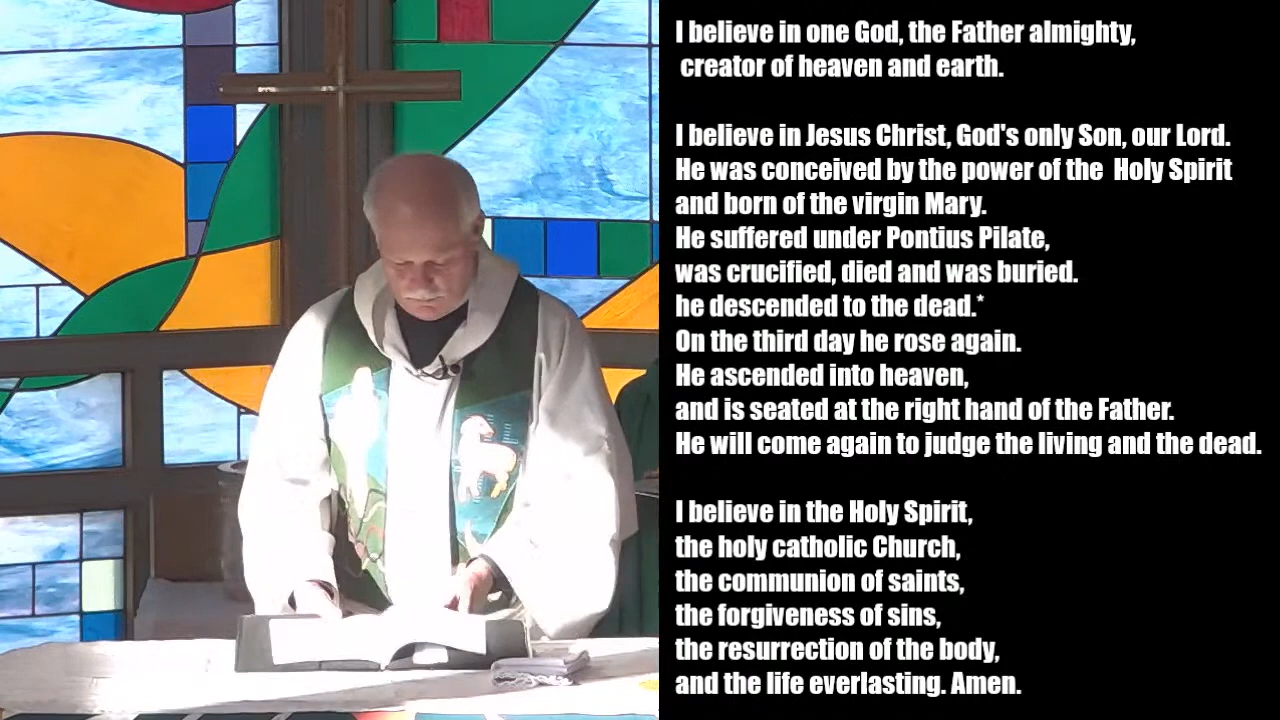 I believe in one God, the Father almighty,
creator of heaven and earth.
I believe in Jesus Christ, God's only Son, our Lord.
He was conceived by the power of the Holy Spirit
and born of the virgin Mary.
He suffered under Pontius Pilate,
was crucified, died and was buried.
he descended to the dead.*
On the third day he rose again.
He ascended into heaven,
and is seated at the right hand of the Father.
He will come again to judge the living and the dead.
I believe in the Holy Spirit,
the holy catholic Church,
the communion of saints,
the forgiveness of sins,
the resurrection of the body,
and the life everlasting. Amen.